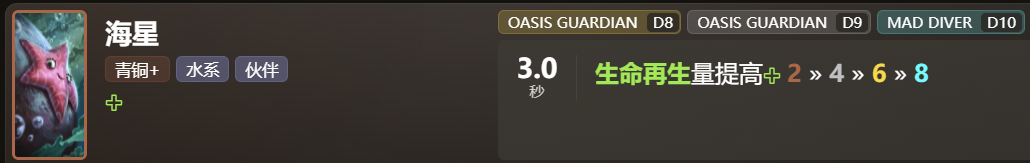 海星
青铜+ 水系 伙伴
OASIS GUARDIAN D8 OASIS GUARDIAN D9 MAD DIVER D10
3.0
秒
生命再生量提高 2 » 4 » 6 » 8